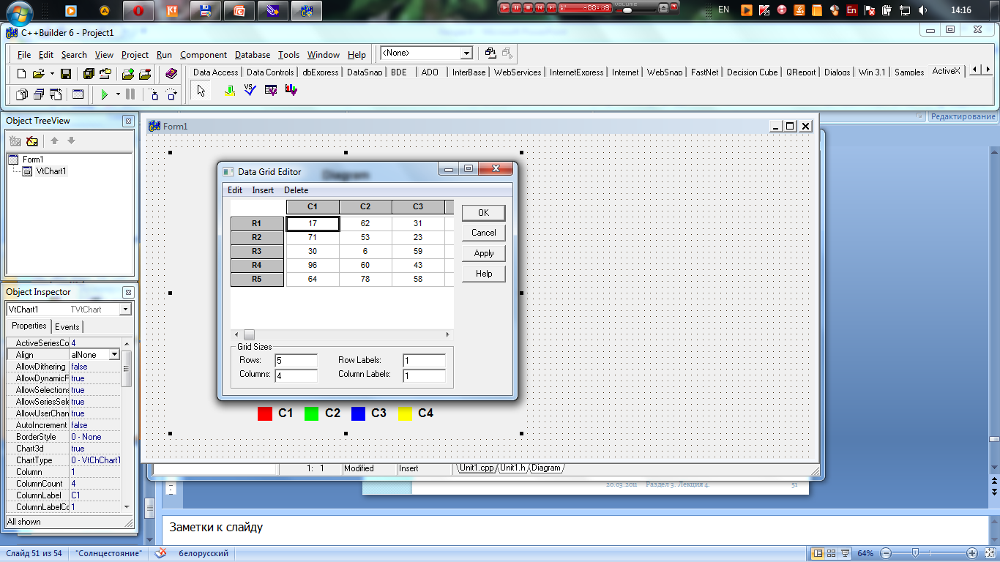 EN
En
14:16
VOLUME
C++Builder 6 - Project1
File Edit Search View Project Run Component Database Tools Window Help
<None>
Data Access Data Controls dbExpress DataSnap BDE ADO InterBase WebServices InternetExpress Internet WebSnap FastNet Decision Cube QReport Dialogs Win 3.1 Samples ActiveX
Редактирование
Object TreeView
Form1
VtChart1
Form1
Diagram
Data Grid Editor
Edit Insert Delete
C1 C2 C3
R1 17 62 31
R2 71 53 23
R3 30 6 59
R4 96 60 43
R5 64 78 58
OK
Cancel
Apply
Help
Grid Sizes
Rows: 5 Row Labels: 1
Columns: 4 Column Labels: 1
C1 C2 C3 C4
Object Inspector
VtChart1 TVtChart
Properties Events
ActiveSeriesCo 4
Align alNone
AllowDithering false
AllowDynamicF true
AllowSelections true
AllowSeriesSele true
AllowUserChan true
AutoIncrement false
BorderStyle 0 - None
Chart3d true
ChartType 0 - VtChChartT
Column 1
ColumnCount 4
ColumnLabel C1
ColumnLabelCo 1
All shown
1: 1 Modified Insert Unit1.cpp Unit1.h Diagram
20.03.2011 Раздел 3. Лекция 4. 51
Заметки к слайду
Слайд 51 из 54 "Солнцестояние" белорусский 64%